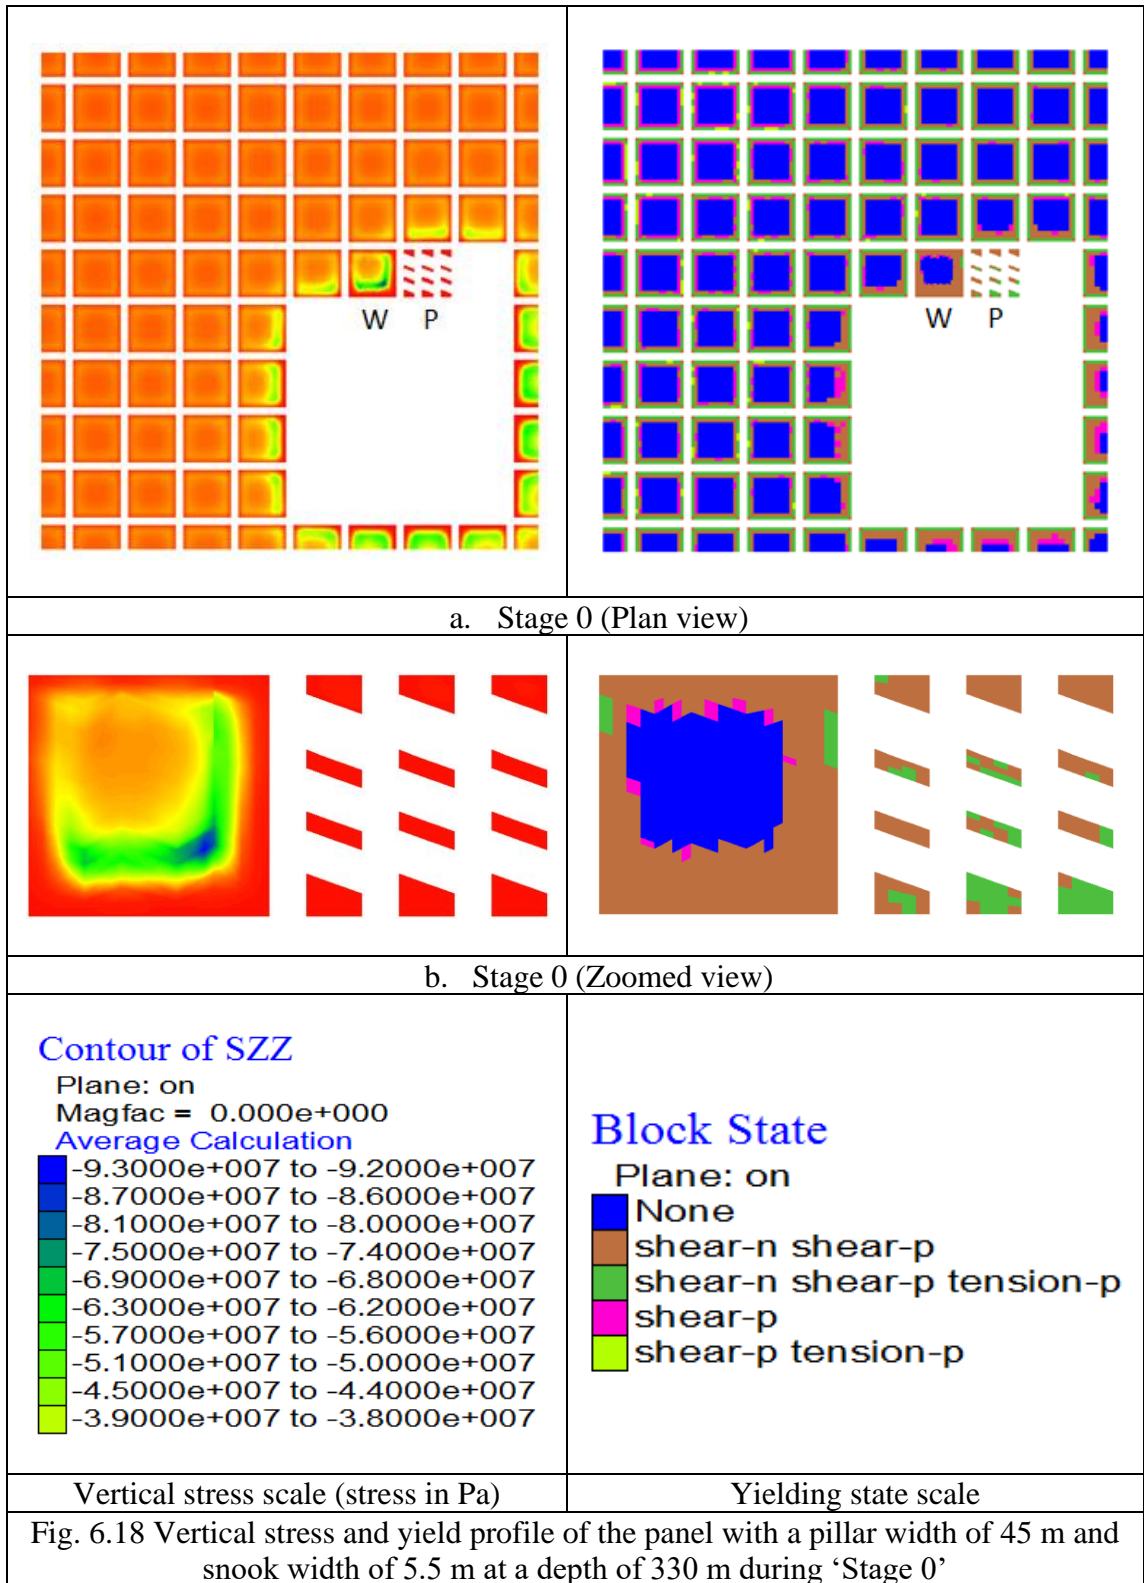 W P
W P
a. Stage 0 (Plan view)
b. Stage 0 (Zoomed view)
Contour of SZZ
Plane: on
Magfac = 0.000e+000
Average Calculation
-9.3000e+007 to -9.2000e+007
-8.7000e+007 to -8.6000e+007
-8.1000e+007 to -8.0000e+007
-7.5000e+007 to -7.4000e+007
-6.9000e+007 to -6.8000e+007
-6.3000e+007 to -6.2000e+007
-5.7000e+007 to -5.6000e+007
-5.1000e+007 to -5.0000e+007
-4.5000e+007 to -4.4000e+007
-3.9000e+007 to -3.8000e+007
Block State
Plane: on
None
shear-n shear-p
shear-n shear-p tension-p
shear-p
shear-p tension-p
Vertical stress scale (stress in Pa)
Yielding state scale
Fig. 6.18 Vertical stress and yield profile of the panel with a pillar width of 45 m and
snook width of 5.5 m at a depth of 330 m during ‘Stage 0’